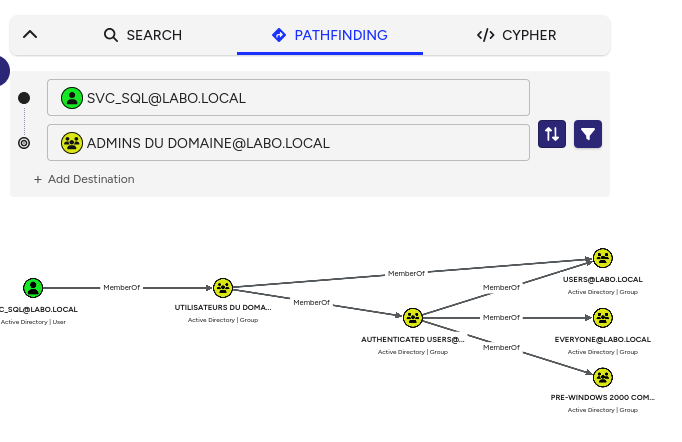 SEARCH
PATHFINDING
CYPHER
SVC_SQL@LABO.LOCAL
ADMINS DU DOMAINE@LABO.LOCAL
+ Add Destination
MemberOf
C_SQL@LABO.LOCAL
Active Directory | User
UTILISATEURS DU DOMA...
Active Directory | Group
MemberOf
MemberOf
AUTHENTICATED USERS@...
Active Directory | Group
MemberOf
MemberOf
MemberOf
USERS@LABO.LOCAL
Active Directory | Group
EVERYONE@LABO.LOCAL
Active Directory | Group
PRE-WINDOWS 2000 COM...
Active Directory | Group